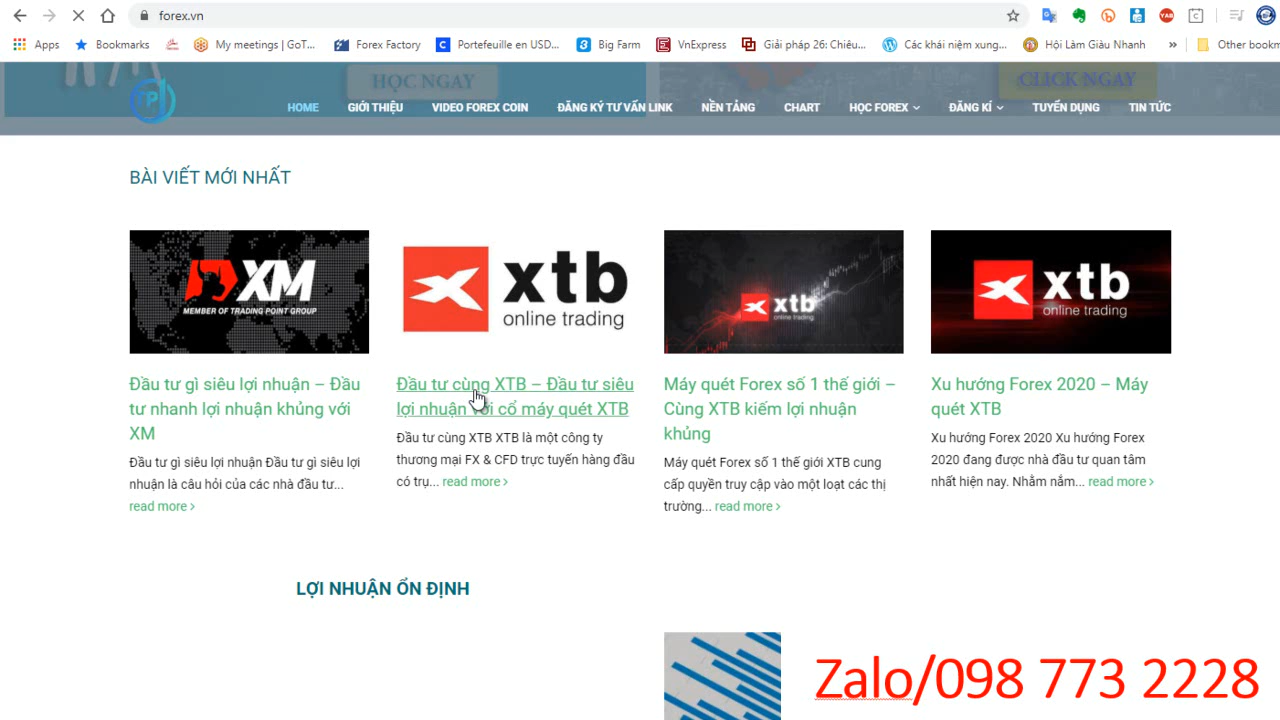 forex.vn
Apps Bookmarks My meetings | GoT... Forex Factory Portefeuille en USD... Big Farm VnExpress Giải pháp 26: Chiêu... Các khái niệm xung... Hội Làm Giàu Nhanh » Other bookm
HỌC NGAY CLICK NGAY
HOME GIỚI THIỆU VIDEO FOREX COIN ĐĂNG KÝ TƯ VẤN LINK NỀN TẢNG CHART HỌC FOREX ĐĂNG KÍ TUYỂN DỤNG TIN TỨC
BÀI VIẾT MỚI NHẤT
XM
MEMBER OF TRADING POINT GROUP
xtb
online trading
xtb
online trading
xtb
online trading
Đầu tư gì siêu lợi nhuận – Đầu
tư nhanh lợi nhuận khủng với
XM
Đầu tư gì siêu lợi nhuận Đầu tư gì siêu lợi
nhuận là câu hỏi của các nhà đầu tư...
read more >
Đầu tư cùng XTB – Đầu tư siêu
lợi nhuận với cổ máy quét XTB
Đầu tư cùng XTB XTB là một công ty
thương mại FX & CFD trực tuyến hàng đầu
có trụ... read more >
Máy quét Forex số 1 thế giới –
Cùng XTB kiếm lợi nhuận
khủng
Máy quét Forex số 1 thế giới XTB cung
cấp quyền truy cập vào một loạt các thị
trường... read more >
Xu hướng Forex 2020 – Máy
quét XTB
Xu hướng Forex 2020 Xu hướng Forex
2020 đang được nhà đầu tư quan tâm
nhất hiện nay. Nhằm nắm... read more >
LỢI NHUẬN ỔN ĐỊNH
Zalo/098 773 2228